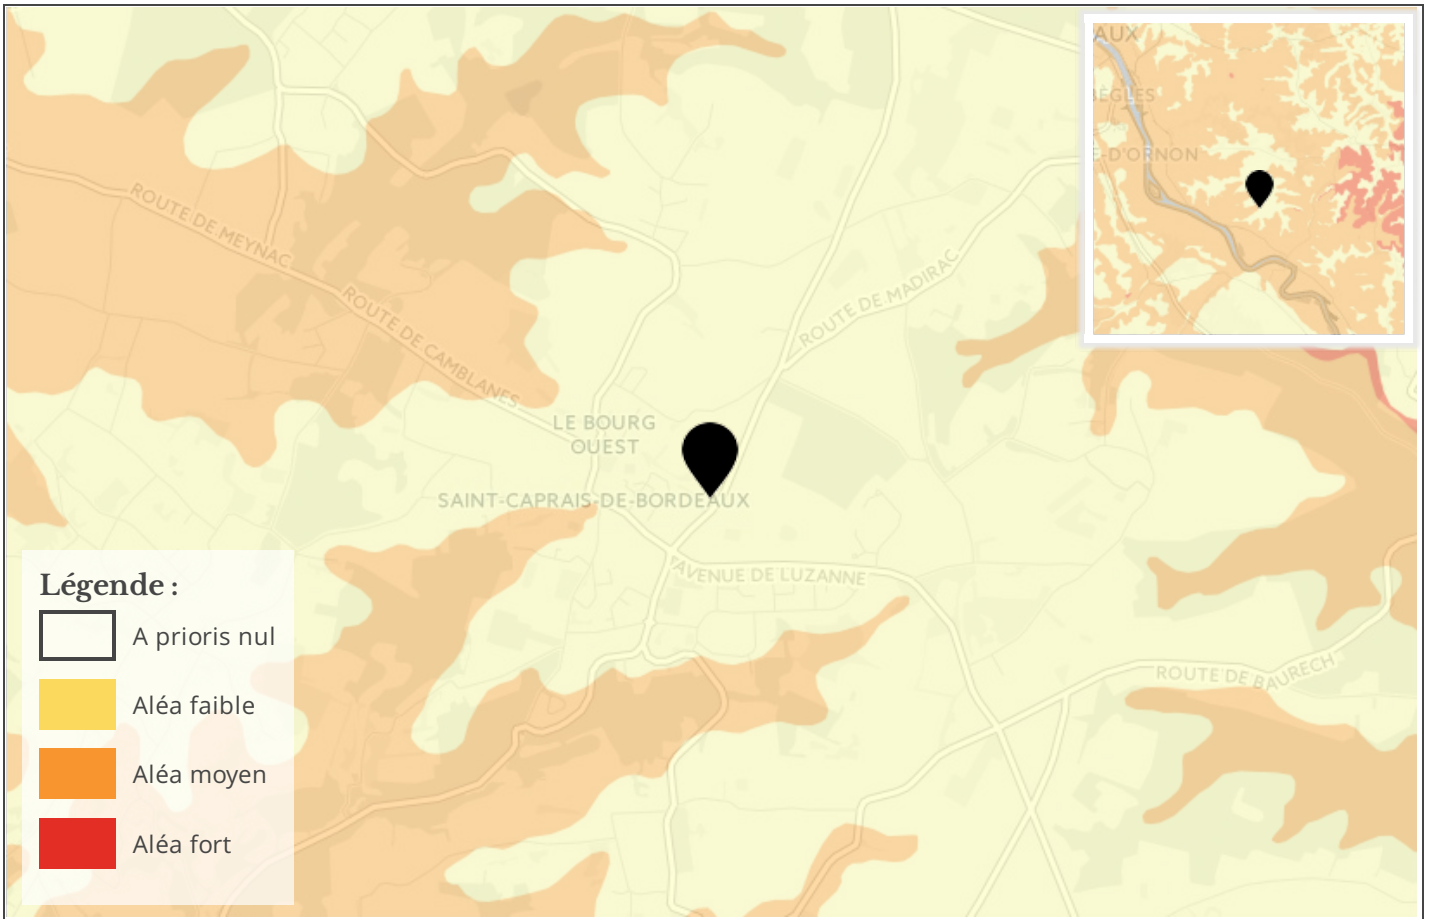 AUX
BÈGLES
E-D'ORNON
ROUTE DE MEYNAC
ROUTE DE CAMBLANES
ROUTE DE MADIRAC
LE BOURG
OUEST
SAINT-CAPRAIS-DE-BORDEAUX
AVENUE DE LUZANNE
ROUTE DE BAURECH
Légende :
A prioris nul
Aléa faible
Aléa moyen
Aléa fort